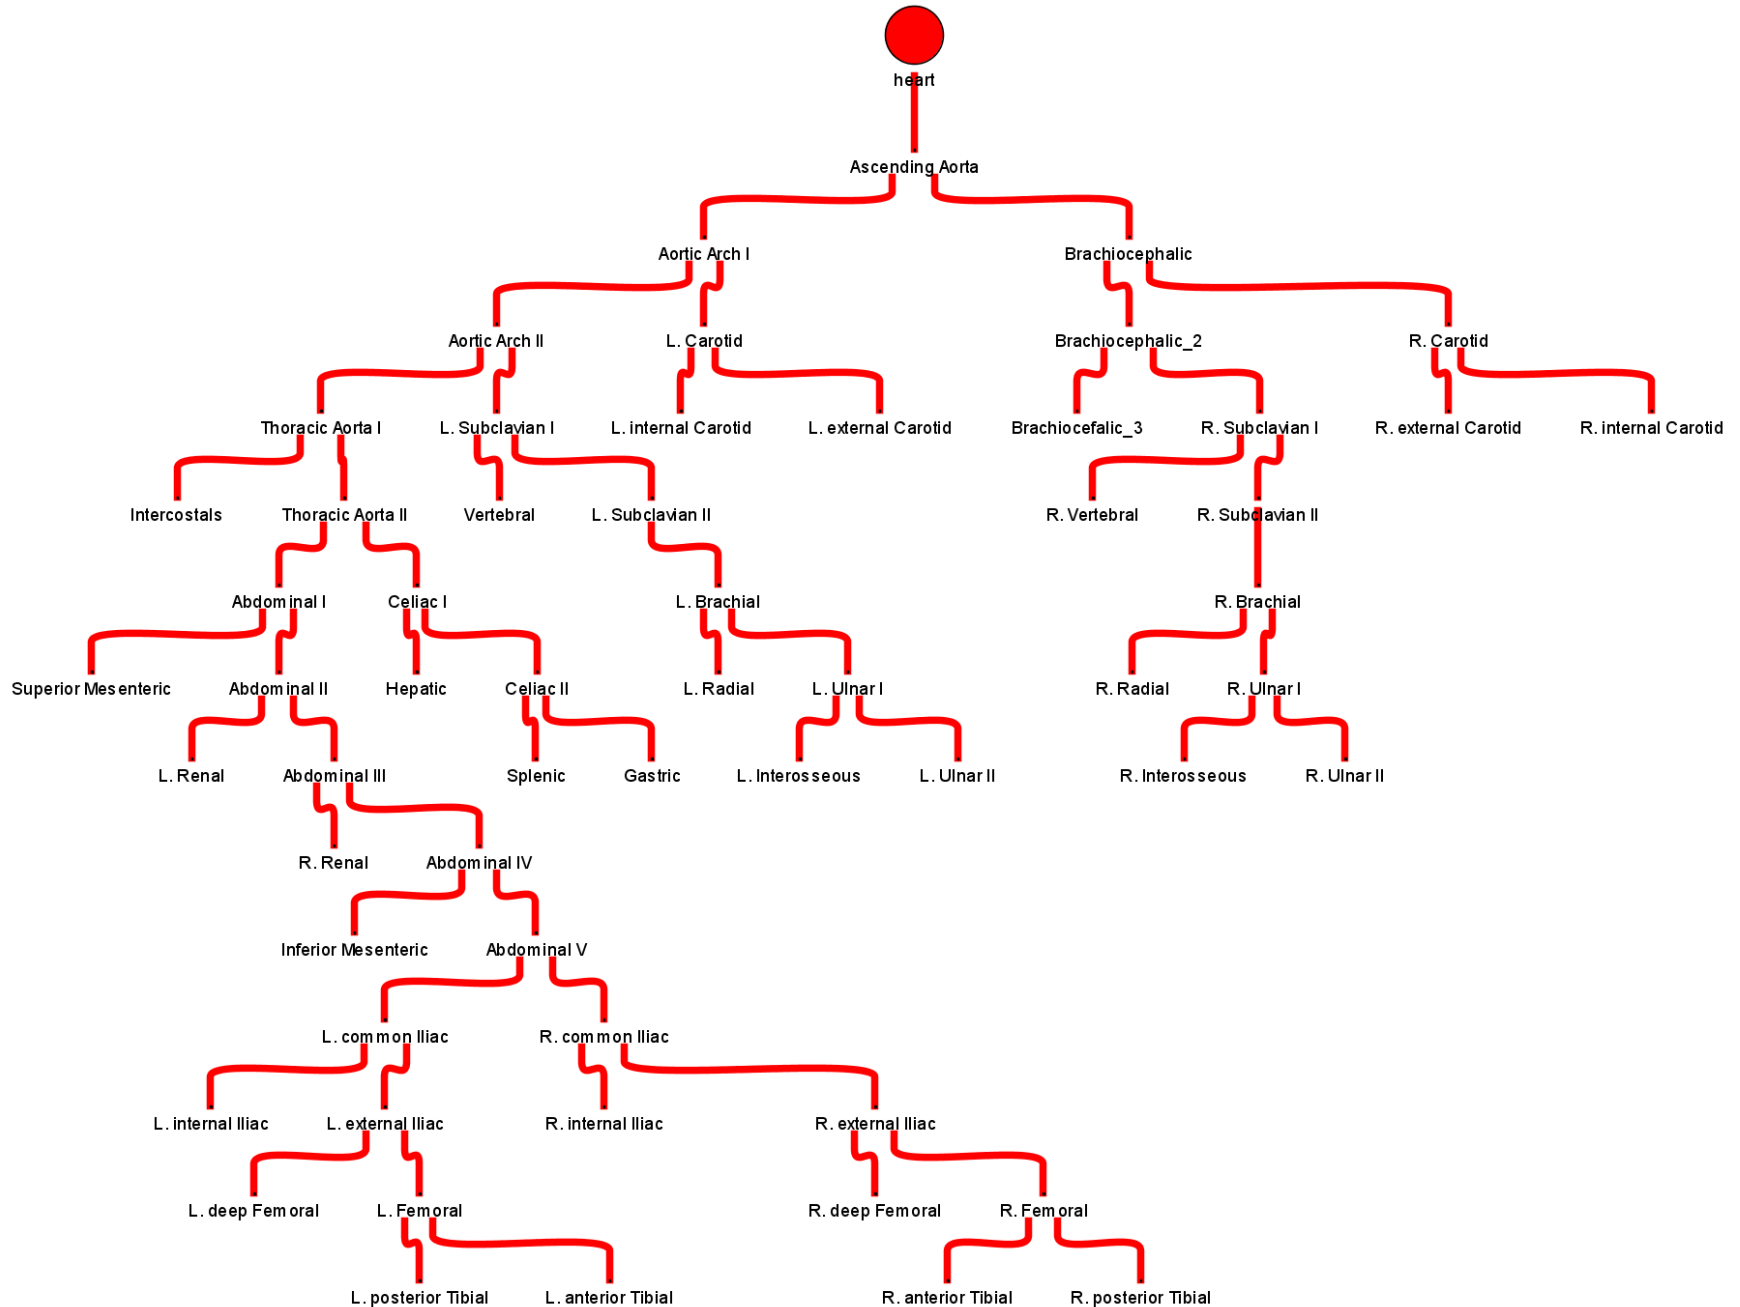 heart
Ascending Aorta
Aortic Arch I
Brachiocephalic
Aortic Arch II
L. Carotid
Brachiocephalic_2
R. Carotid
Thoracic Aorta I
L. Subclavian I
L. internal Carotid
L. external Carotid
Brachiocefalic_3
R. Subclavian I
R. external Carotid
R. internal Carotid
Intercostals
Thoracic Aorta II
Vertebral
L. Subclavian II
R. Vertebral
R. Subclavian II
Abdominal I
Celiac I
L. Brachial
R. Brachial
Superior Mesenteric
Abdominal II
Hepatic
Celiac II
L. Radial
L. Ulnar I
R. Radial
R. Ulnar I
L. Renal
Abdominal III
Splenic
Gastric
L. Interosseous
L. Ulnar II
R. Interosseous
R. Ulnar II
R. Renal
Abdominal IV
Inferior Mesenteric
Abdominal V
L. common Iliac
R. common Iliac
L. internal Iliac
L. external Iliac
R. internal Iliac
R. external Iliac
L. deep Femoral
L. Femoral
R. deep Femoral
R. Femoral
L. posterior Tibial
L. anterior Tibial
R. anterior Tibial
R. posterior Tibial